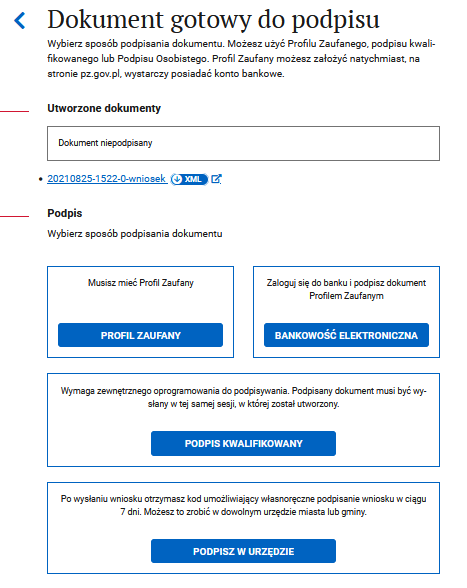 Dokument gotowy do podpisu
Wybierz sposób podpisania dokumentu. Możesz użyć Profilu Zaufanego, podpisu kwali-
fikowanego lub Podpisu Osobistego. Profil Zaufany możesz założyć natychmiast, na
stronie pz.gov.pl, wystarczy posiadać konto bankowe.
Utworzone dokumenty
Dokument niepodpisany
20210825-1522-0-wniosek XML
Podpis
Wybierz sposób podpisania dokumentu
Musisz mieć Profil Zaufany
PROFIL ZAUFANY
Zaloguj się do banku i podpisz dokument
Profilem Zaufanym
BANKOWOŚĆ ELEKTRONICZNA
Wymaga zewnętrznego oprogramowania do podpisywania. Podpisany dokument musi być wy-
słany w tej samej sesji, w której został utworzony.
PODPIS KWALIFIKOWANY
Po wysłaniu wniosku otrzymasz kod umożliwiający własnoręczne podpisanie wniosku w ciągu
7 dni. Możesz to zrobić w dowolnym urzędzie miasta lub gminy.
PODPISZ W URZĘDZIE